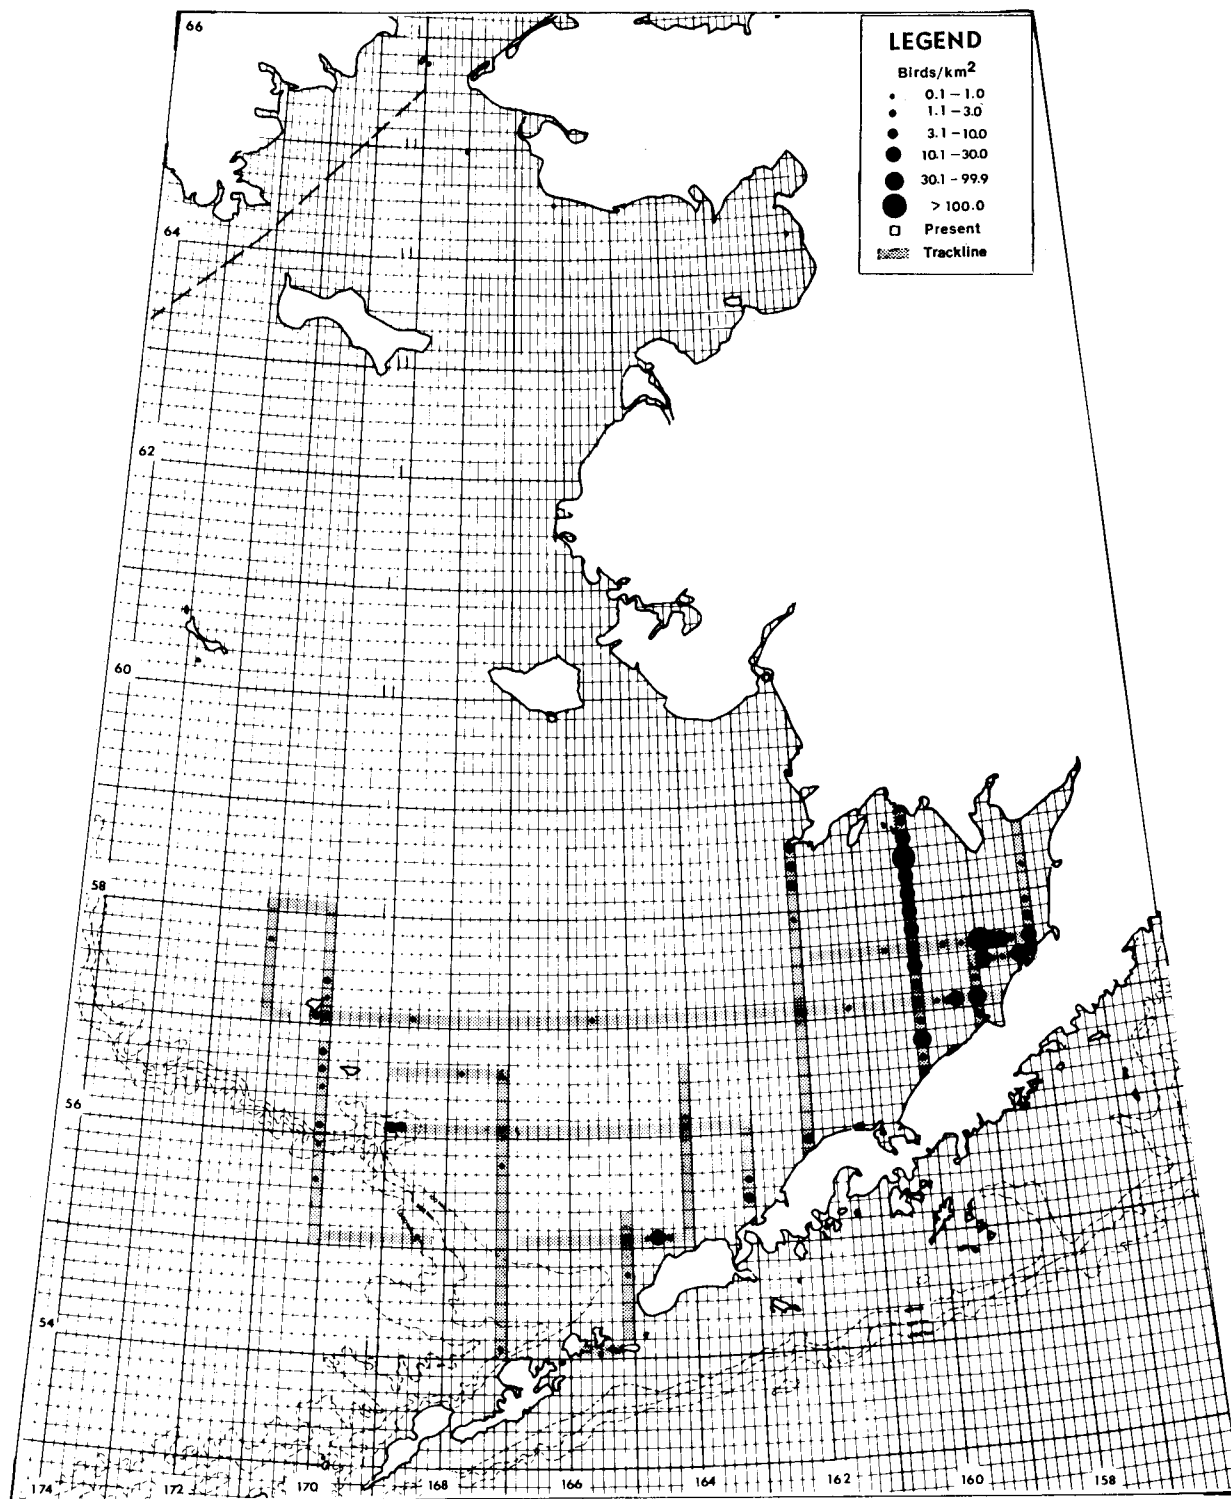 66
LEGEND
Birds/km2
0.1 – 1.0
1.1 – 3.0
3.1 – 10.0
10.1 – 30.0
30.1 – 99.9
> 100.0
Present
Trackline
64
62
60
58
56
54
174 172 170 168 166 164 162 160 158